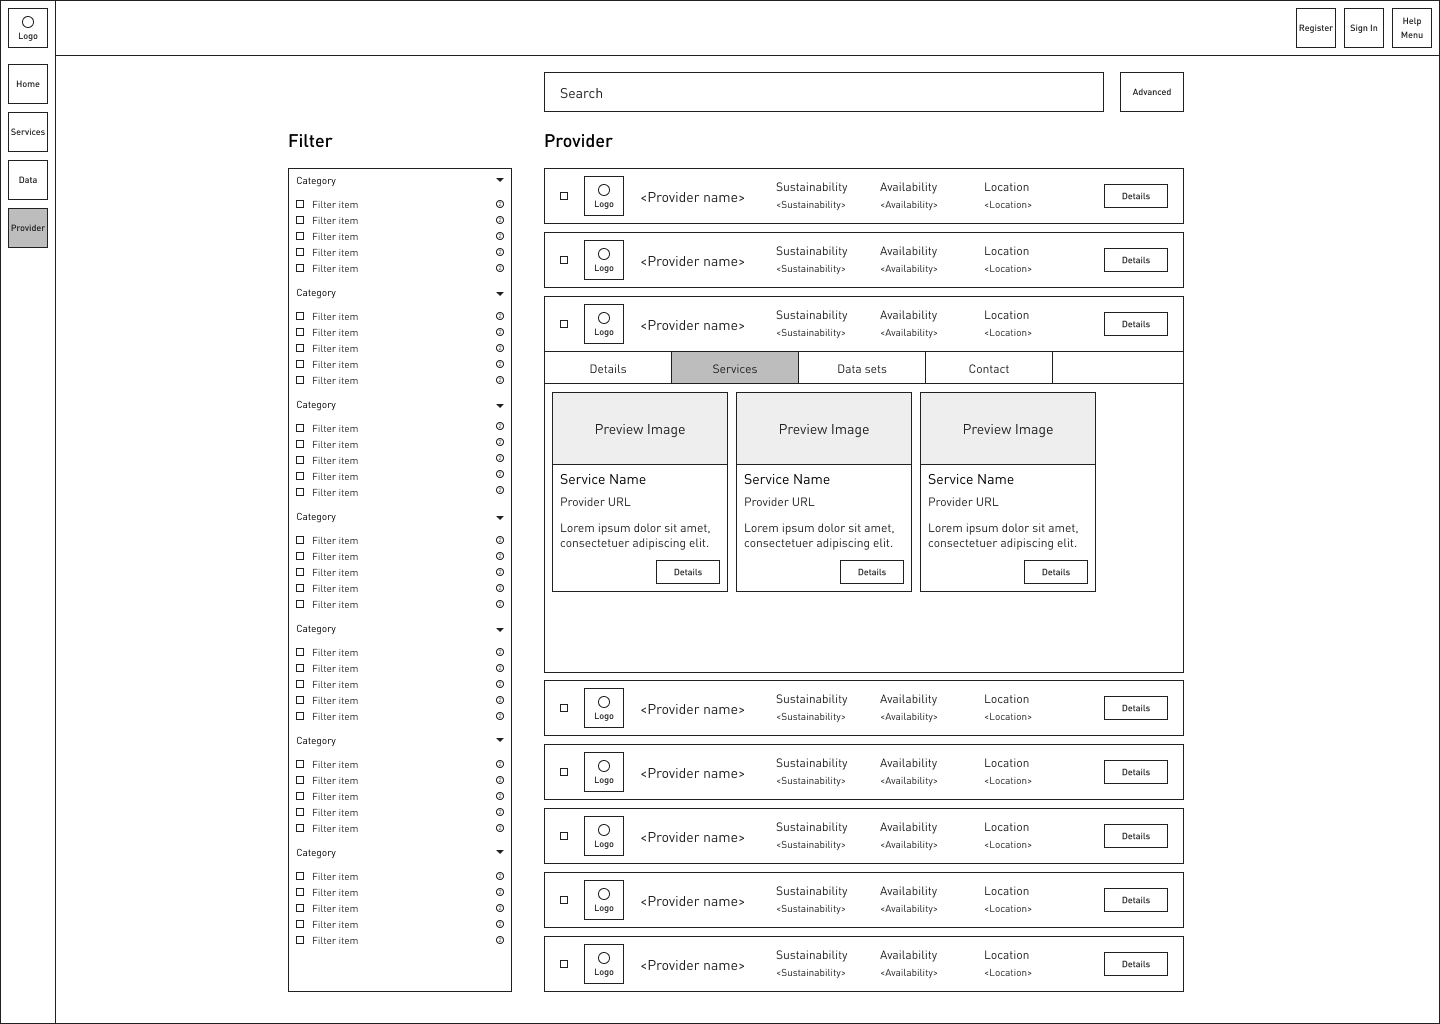 Logo
Register
Sign In
Help
Menu
Home
Services
Data
Provider
Search
Advanced
Filter
Category
Filter item
Filter item
Filter item
Filter item
Filter item
Category
Filter item
Filter item
Filter item
Filter item
Filter item
Category
Filter item
Filter item
Filter item
Filter item
Filter item
Category
Filter item
Filter item
Filter item
Filter item
Filter item
Category
Filter item
Filter item
Filter item
Filter item
Filter item
Category
Filter item
Filter item
Filter item
Filter item
Filter item
Category
Filter item
Filter item
Filter item
Filter item
Filter item
Provider
Logo
<Provider name>
Sustainability
<Sustainability>
Availability
<Availability>
Location
<Location>
Details
Logo
<Provider name>
Sustainability
<Sustainability>
Availability
<Availability>
Location
<Location>
Details
Logo
<Provider name>
Sustainability
<Sustainability>
Availability
<Availability>
Location
<Location>
Details
Details
Services
Data sets
Contact
Preview Image
Service Name
Provider URL
Lorem ipsum dolor sit amet,
consectetuer adipiscing elit.
Details
Preview Image
Service Name
Provider URL
Lorem ipsum dolor sit amet,
consectetuer adipiscing elit.
Details
Preview Image
Service Name
Provider URL
Lorem ipsum dolor sit amet,
consectetuer adipiscing elit.
Details
Logo
<Provider name>
Sustainability
<Sustainability>
Availability
<Availability>
Location
<Location>
Details
Logo
<Provider name>
Sustainability
<Sustainability>
Availability
<Availability>
Location
<Location>
Details
Logo
<Provider name>
Sustainability
<Sustainability>
Availability
<Availability>
Location
<Location>
Details
Logo
<Provider name>
Sustainability
<Sustainability>
Availability
<Availability>
Location
<Location>
Details
Logo
<Provider name>
Sustainability
<Sustainability>
Availability
<Availability>
Location
<Location>
Details